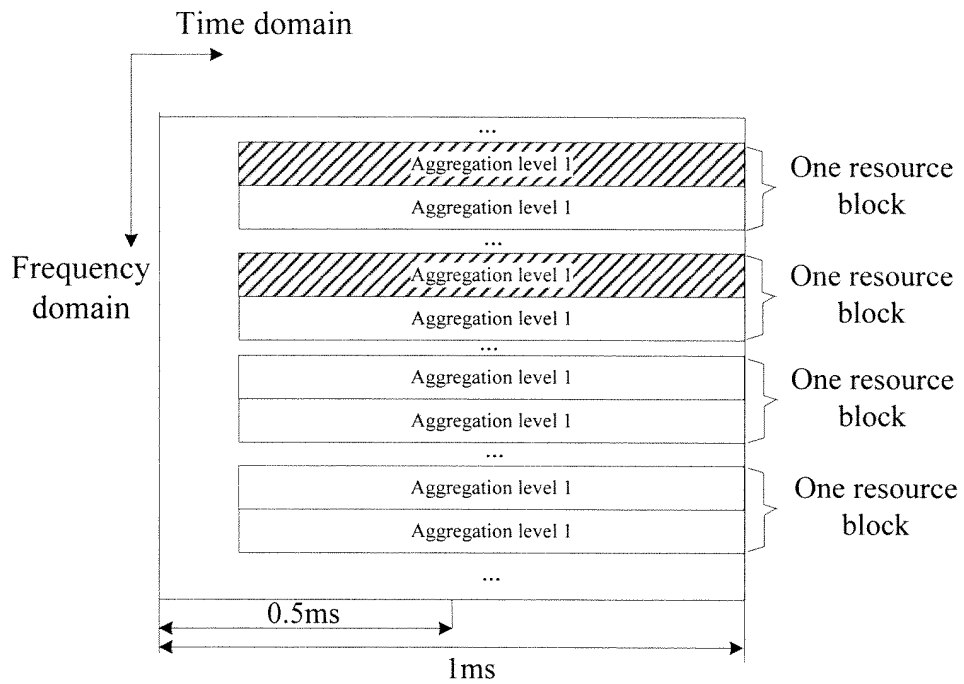 Time domain
...
Aggregation level 1
Aggregation level 1
One resource
block
...
Frequency
domain
Aggregation level 1
Aggregation level 1
One resource
block
...
Aggregation level 1
Aggregation level 1
One resource
block
...
Aggregation level 1
Aggregation level 1
One resource
block
...
0.5ms
1ms